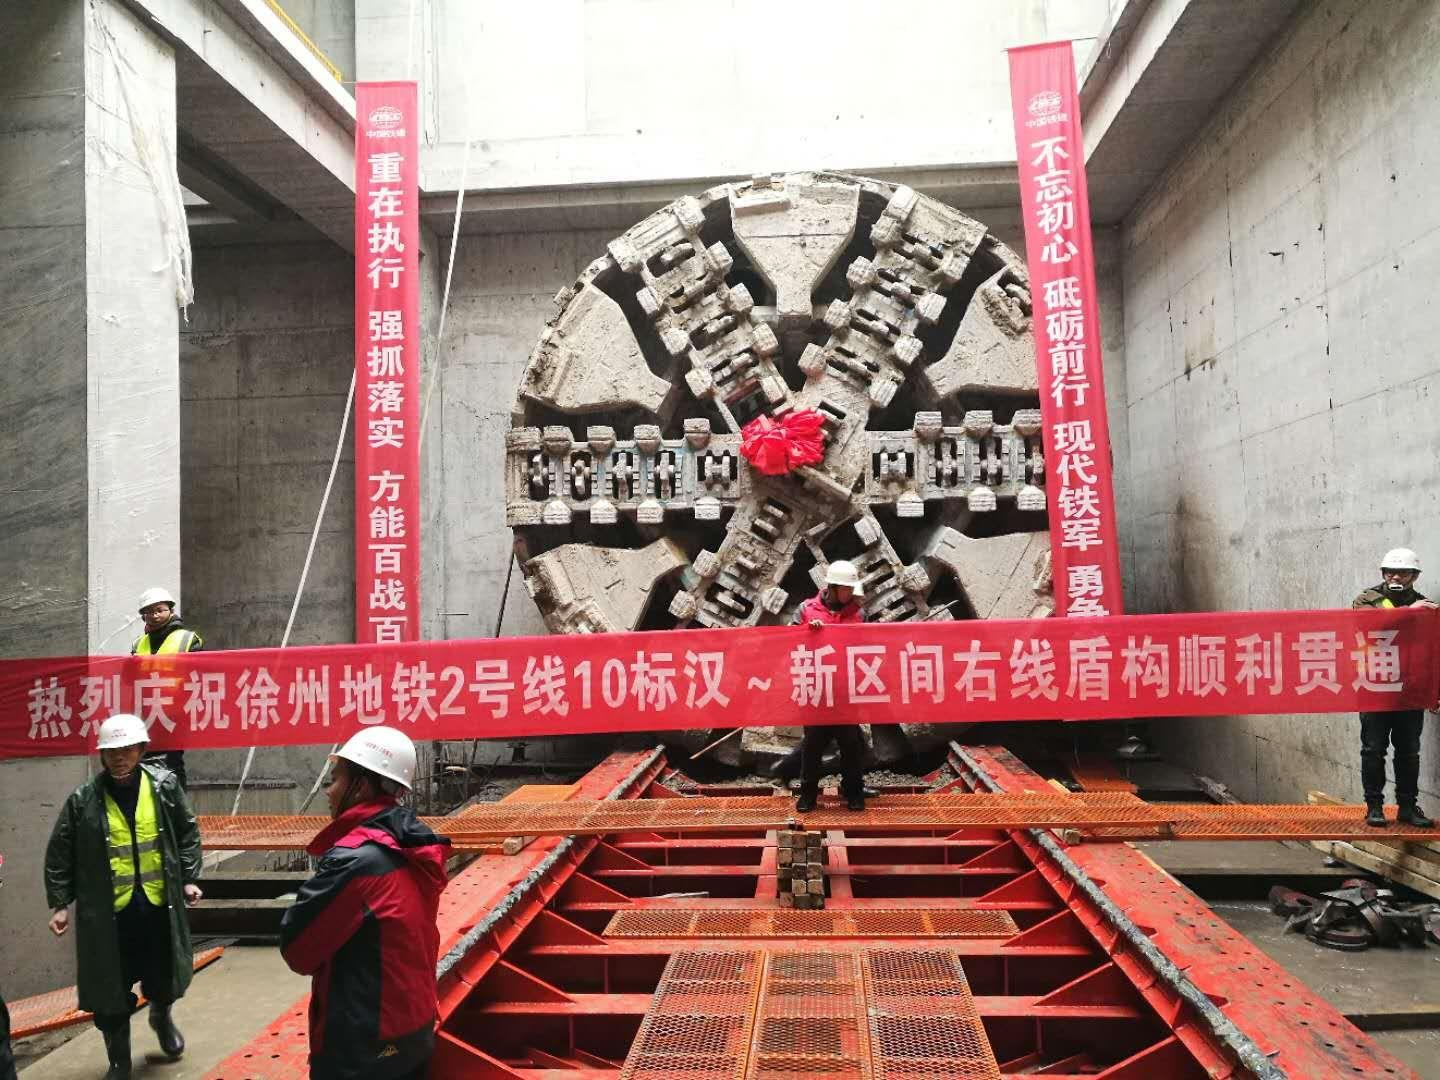 中国铁建
重在执行 强抓落实 方能百战百
中国铁建
不忘初心 砥砺前行 现代铁军 勇争
热烈庆祝徐州地铁2号线10标汉~新区间右线盾构顺利贯通